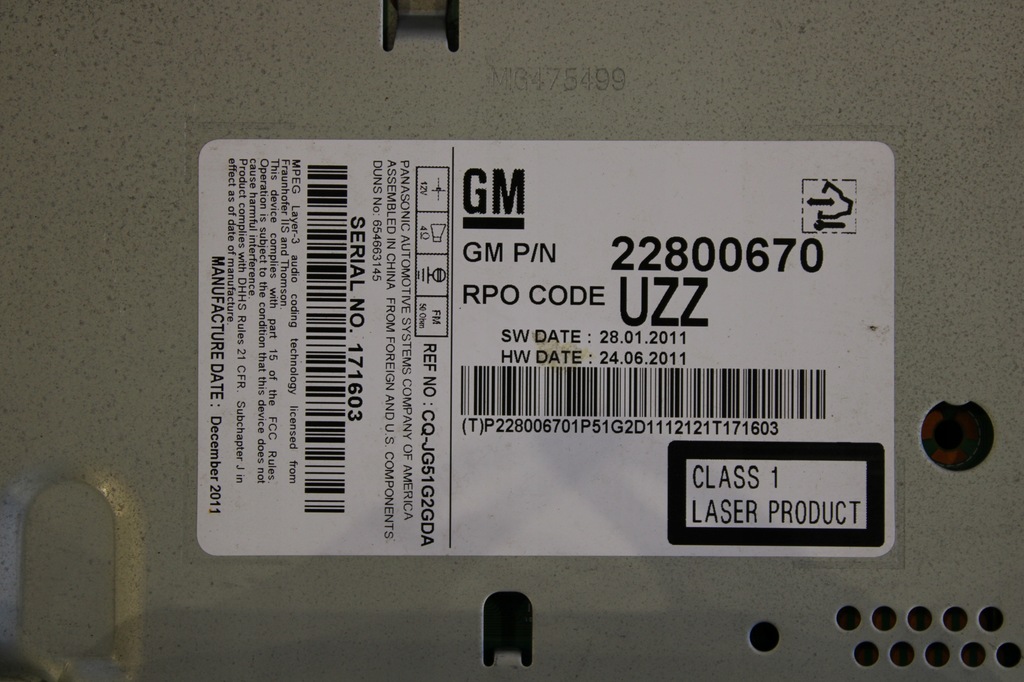 MG475499
GM
GM P/N 22800670
RPO CODE UZZ
SW DATE : 28.01.2011
HW DATE : 24.06.2011
(T)P228006701P51G2D1112121T171603
CLASS 1
LASER PRODUCT
12V 4Ω FM 50 Ohm
REF NO : CQ-JG51G2GDA
PANASONIC AUTOMOTIVE SYSTEMS COMPANY OF AMERICA
ASSEMBLED IN CHINA FROM FOREIGN AND U.S. COMPONENTS.
DUNS No: 654663145
SERIAL NO. 171603
MPEG Layer-3 audio coding technology licensed from
Fraunhofer IIS and Thomson.
This device complies with part 15 of the FCC Rules.
Operation is subject to the condition that this device does not
cause harmful interference.
Product complies with DHHS Rules 21 CFR. Subchapter J in
effect as of date of manufacture.
MANUFACTURE DATE : December 2011